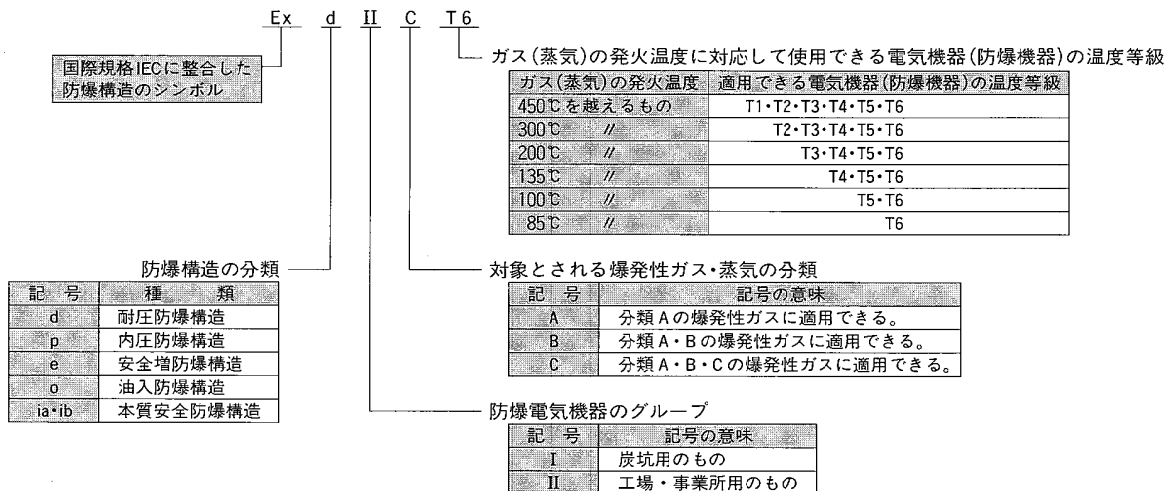 Ex d II C T6
国際規格IECに整合した
防爆構造のシンボル
ガス(蒸気)の発火温度に対応して使用できる電気機器(防爆機器)の温度等級
ガス(蒸気)の発火温度 適用できる電気機器(防爆機器)の温度等級
450℃を越えるもの T1・T2・T3・T4・T5・T6
300℃ 〃 T2・T3・T4・T5・T6
200℃ 〃 T3・T4・T5・T6
135℃ 〃 T4・T5・T6
100℃ 〃 T5・T6
85℃ 〃 T6
防爆構造の分類
記 号 種 類
d 耐圧防爆構造
p 内圧防爆構造
e 安全増防爆構造
o 油入防爆構造
ia・ib 本質安全防爆構造
対象とされる爆発性ガス・蒸気の分類
記 号 記号の意味
A 分類Aの爆発性ガスに適用できる。
B 分類A・Bの爆発性ガスに適用できる。
C 分類A・B・Cの爆発性ガスに適用できる。
防爆電気機器のグループ
記 号 記号の意味
I 炭坑用のもの
II 工場・事業所用のもの